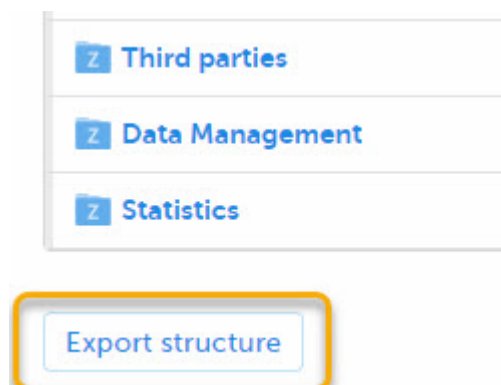 Z Third parties
Z Data Management
Z Statistics
Export structure